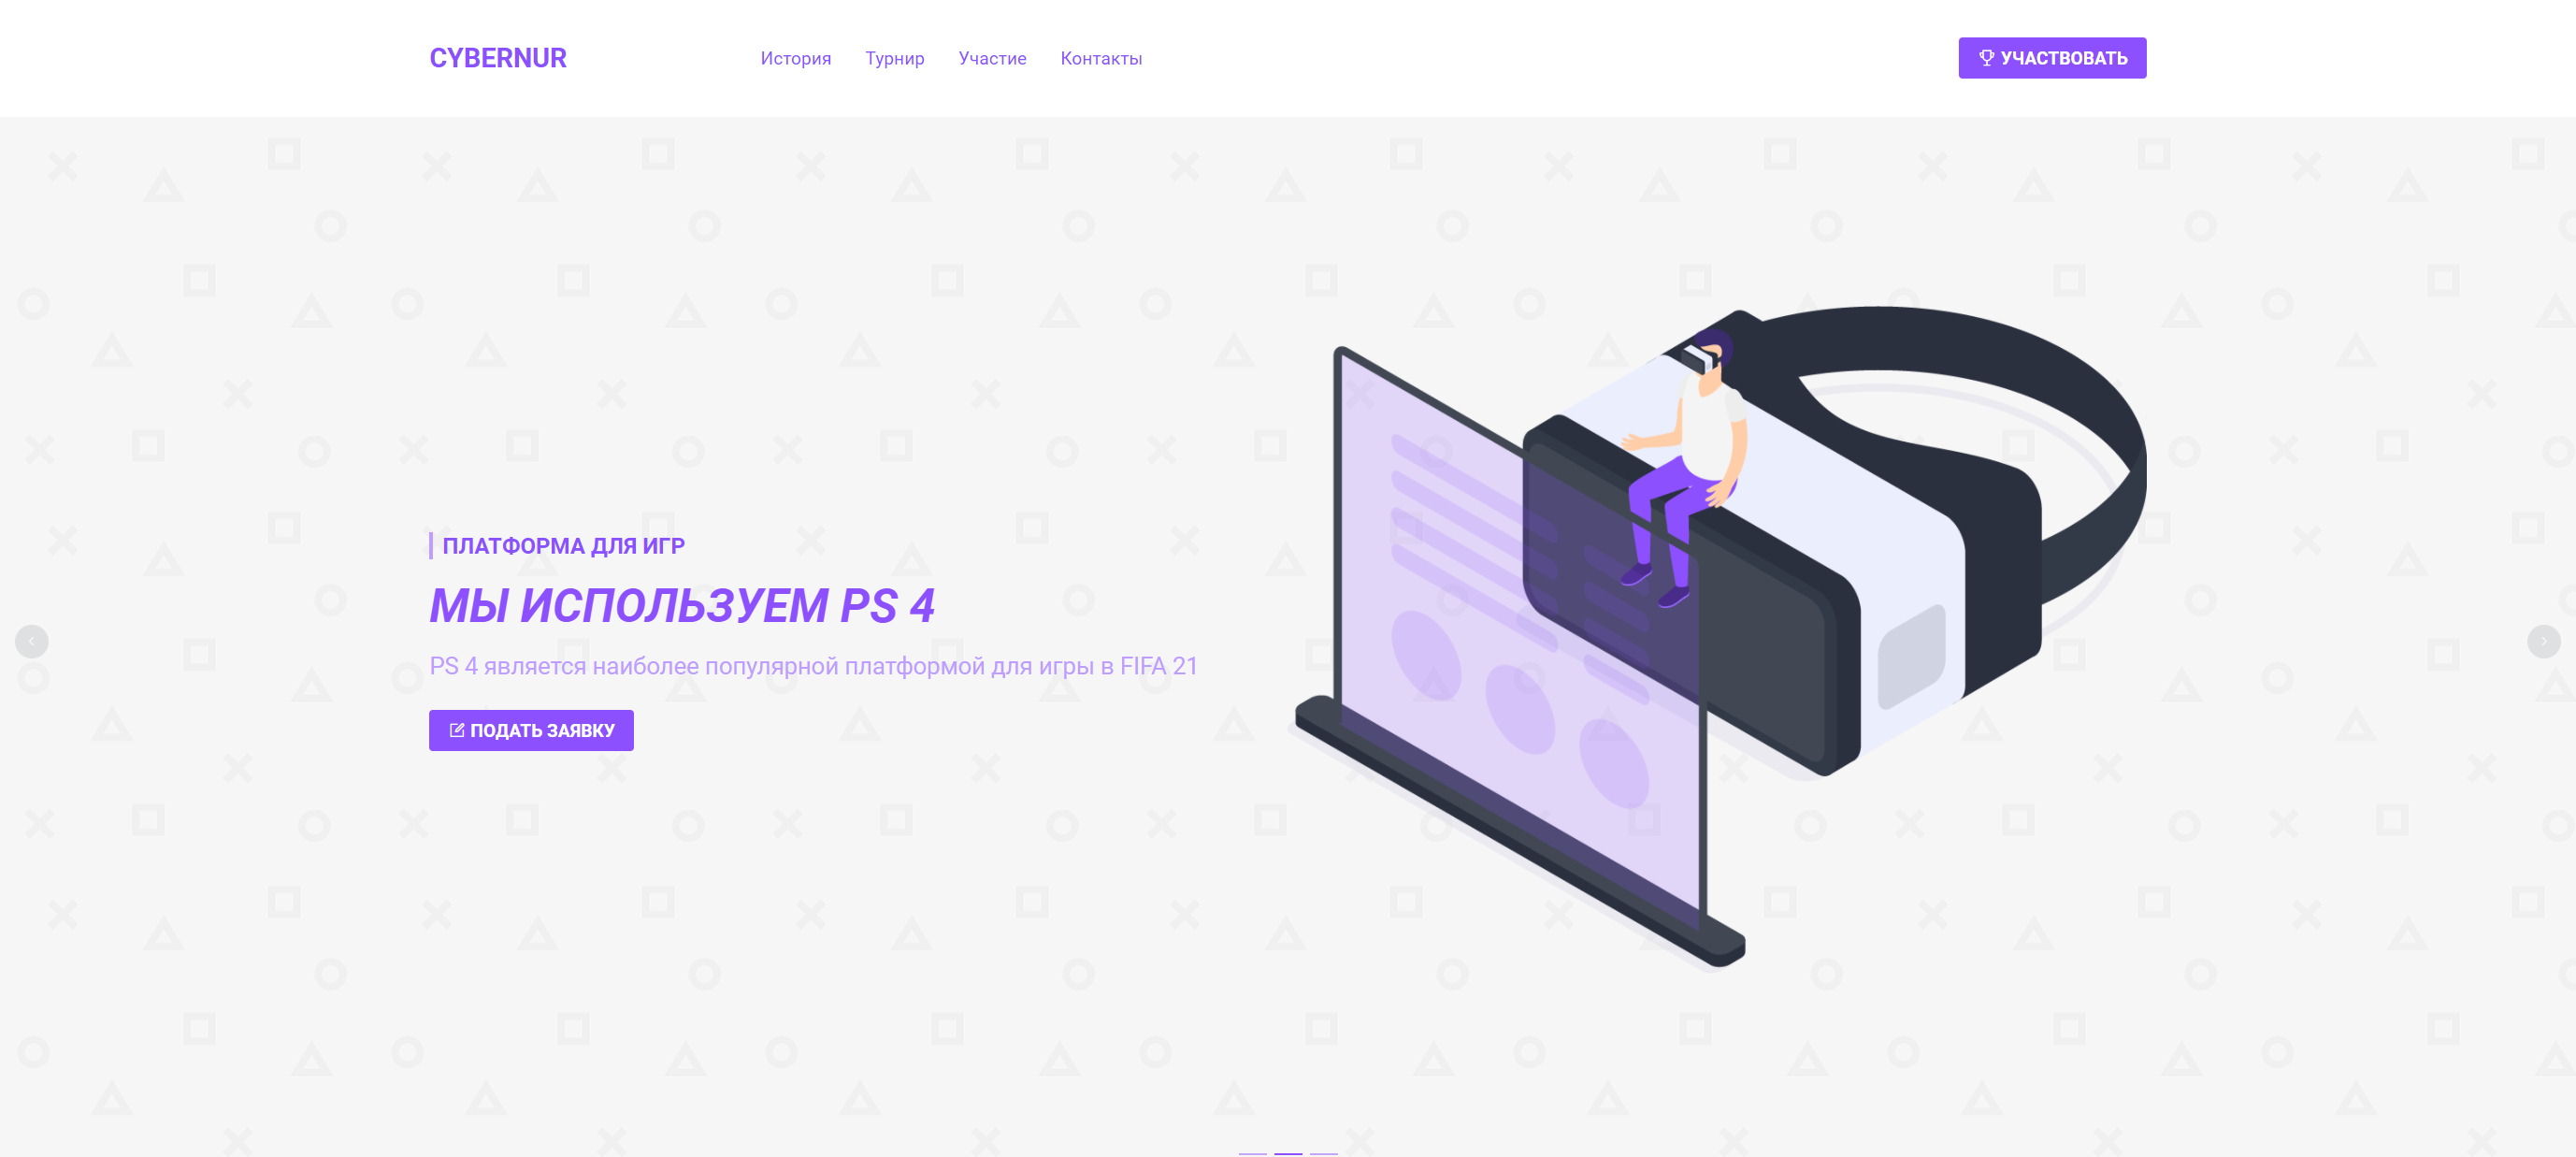 CYBERNUR
История
Турнир
Участие
Контакты
УЧАСТВОВАТЬ
ПЛАТФОРМА ДЛЯ ИГР
МЫ ИСПОЛЬЗУЕМ PS 4
PS 4 является наиболее популярной платформой для игры в FIFA 21
ПОДАТЬ ЗАЯВКУ